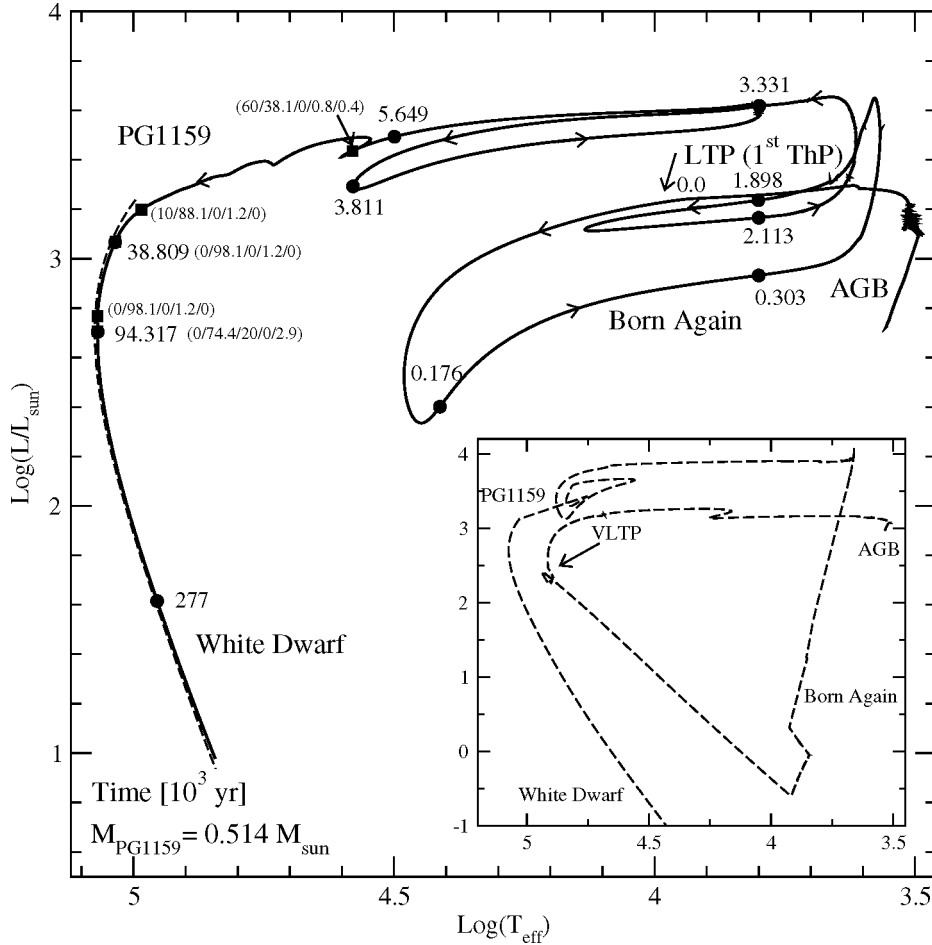 4
3
2
1
Log(L/L_sun)
5
4.5
4
3.5
Log(T_eff)
(60/38.1/0/0.8/0.4)
5.649
3.331
PG1159
LTP (1^st ThP)
0.0
1.898
3.811
(10/88.1/0/1.2/0)
2.113
38.809 (0/98.1/0/1.2/0)
0.303
AGB
(0/98.1/0/1.2/0)
Born Again
94.317 (0/74.4/20/0/2.9)
0.176
277
White Dwarf
Time [10^3 yr]
M_PG1159 = 0.514 M_sun
4
3
2
1
0
-1
5
4.5
4
3.5
PG1159
VLTP
AGB
Born Again
White Dwarf